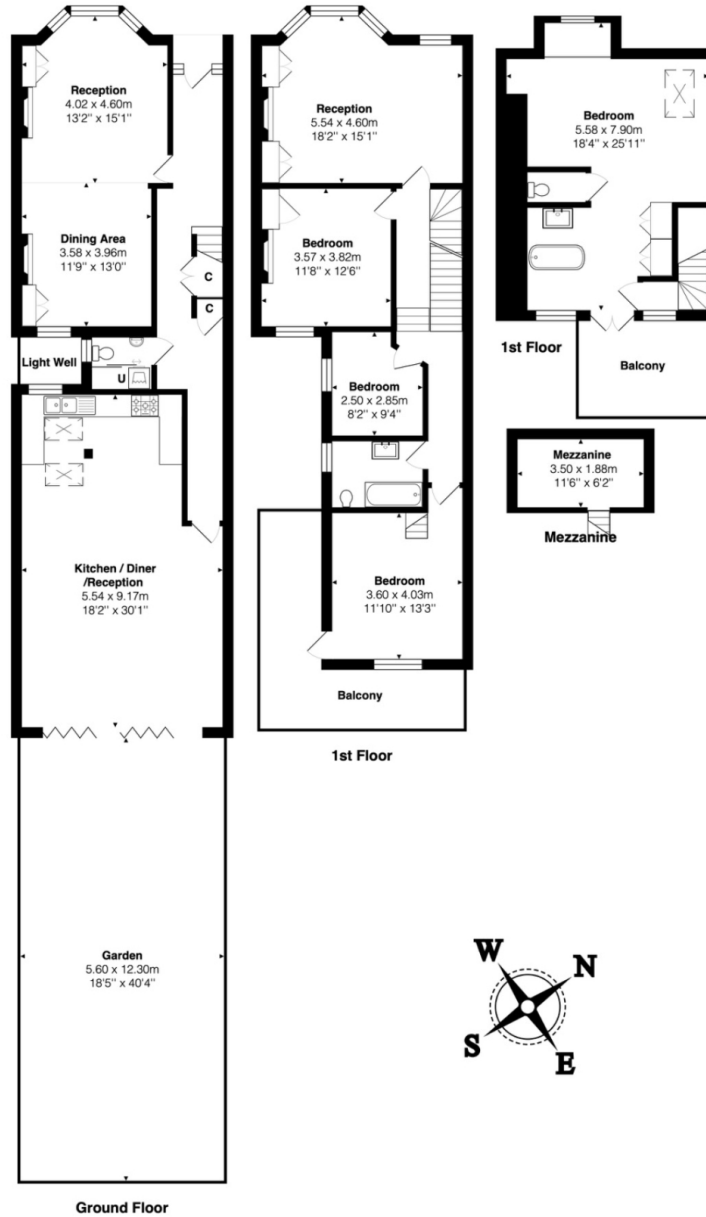 Reception
4.02 x 4.60m
13'2" x 15'1"
Dining Area
3.58 x 3.96m
11'9" x 13'0"
C
C
Light Well
U
Kitchen / Diner
/Reception
5.54 x 9.17m
18'2" x 30'1"
Garden
5.60 x 12.30m
18'5" x 40'4"
Ground Floor
Reception
5.54 x 4.60m
18'2" x 15'1"
Bedroom
3.57 x 3.82m
11'8" x 12'6"
Bedroom
2.50 x 2.85m
8'2" x 9'4"
Bedroom
3.60 x 4.03m
11'10" x 13'3"
Balcony
1st Floor
Bedroom
5.58 x 7.90m
18'4" x 25'11"
1st Floor
Balcony
Mezzanine
3.50 x 1.88m
11'6" x 6'2"
Mezzanine
W
N
S
E